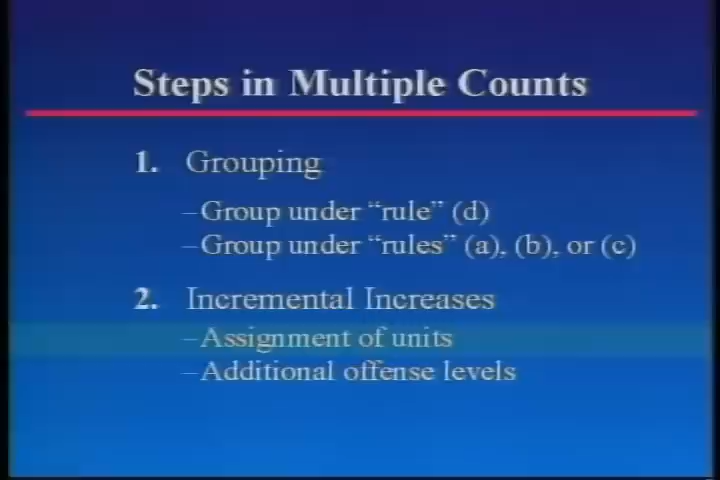 Steps in Multiple Counts
1. Grouping
–Group under “rule” (d)
–Group under “rules” (a), (b), or (c)
2. Incremental Increases
–Assignment of units
–Additional offense levels